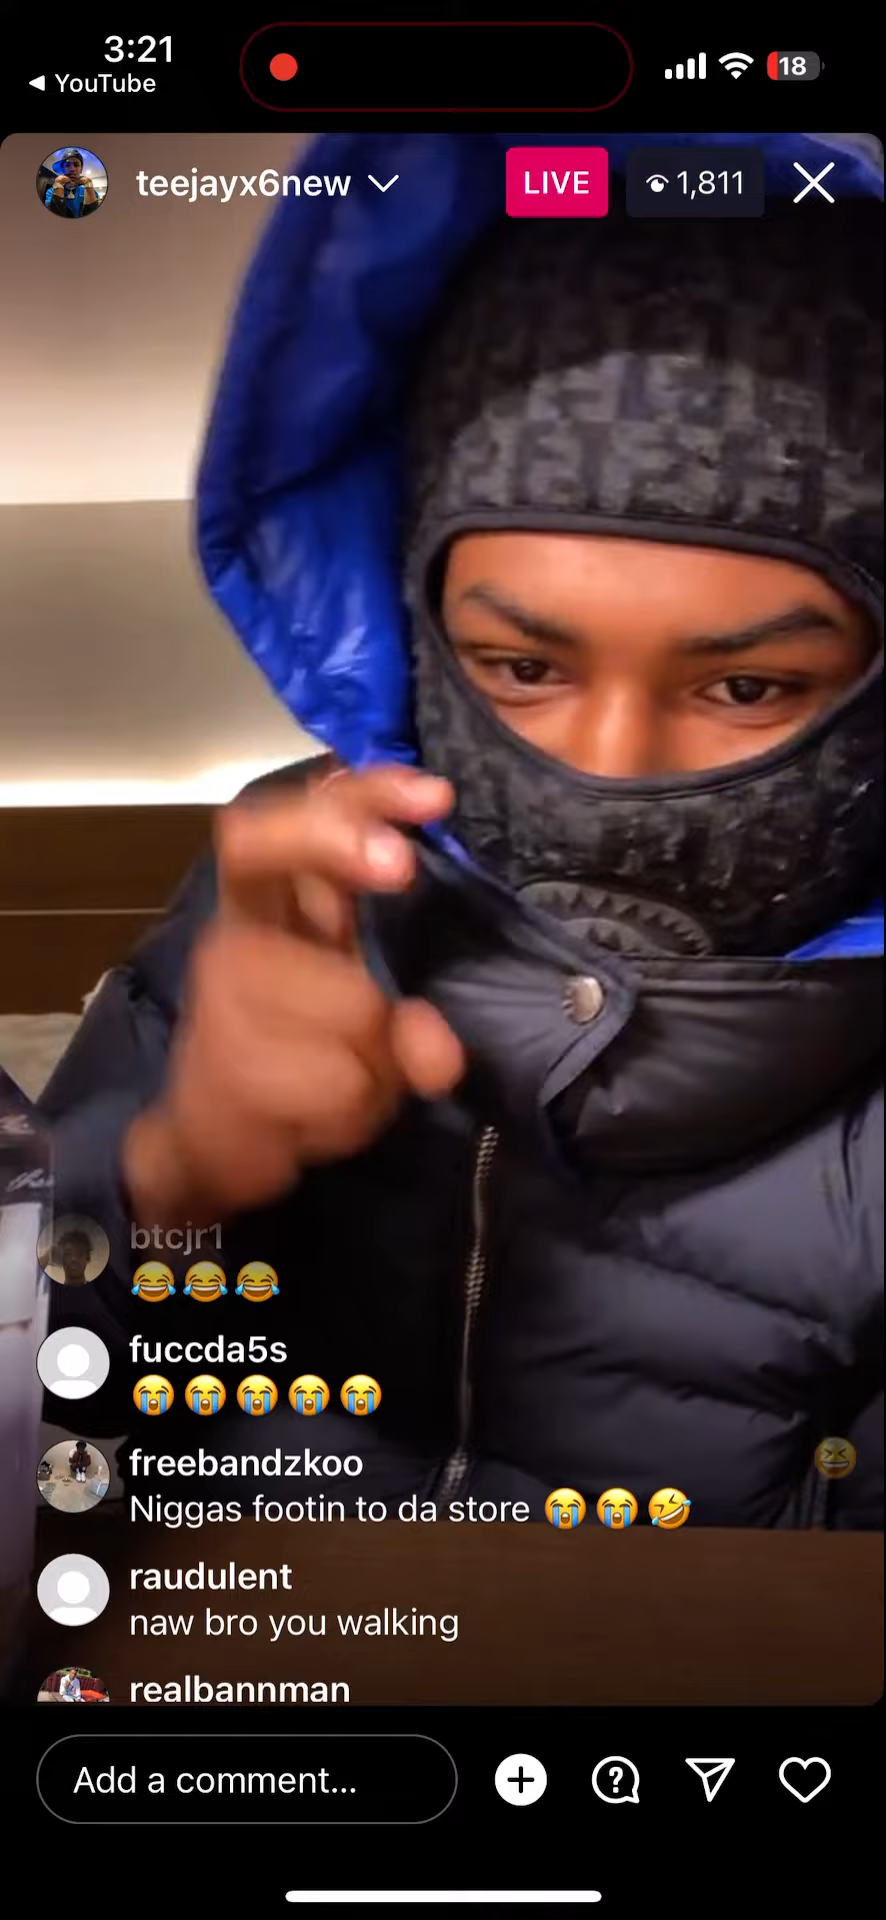 3:21
◀ YouTube
18
teejayx6new
LIVE
1,811
btcjr1
😂😂😂
fuccda5s
😭😭😭😭😭
freebandzkoo
Niggas footin to da store 😭😭🤣
raudulent
naw bro you walking
realbannman
Add a comment...